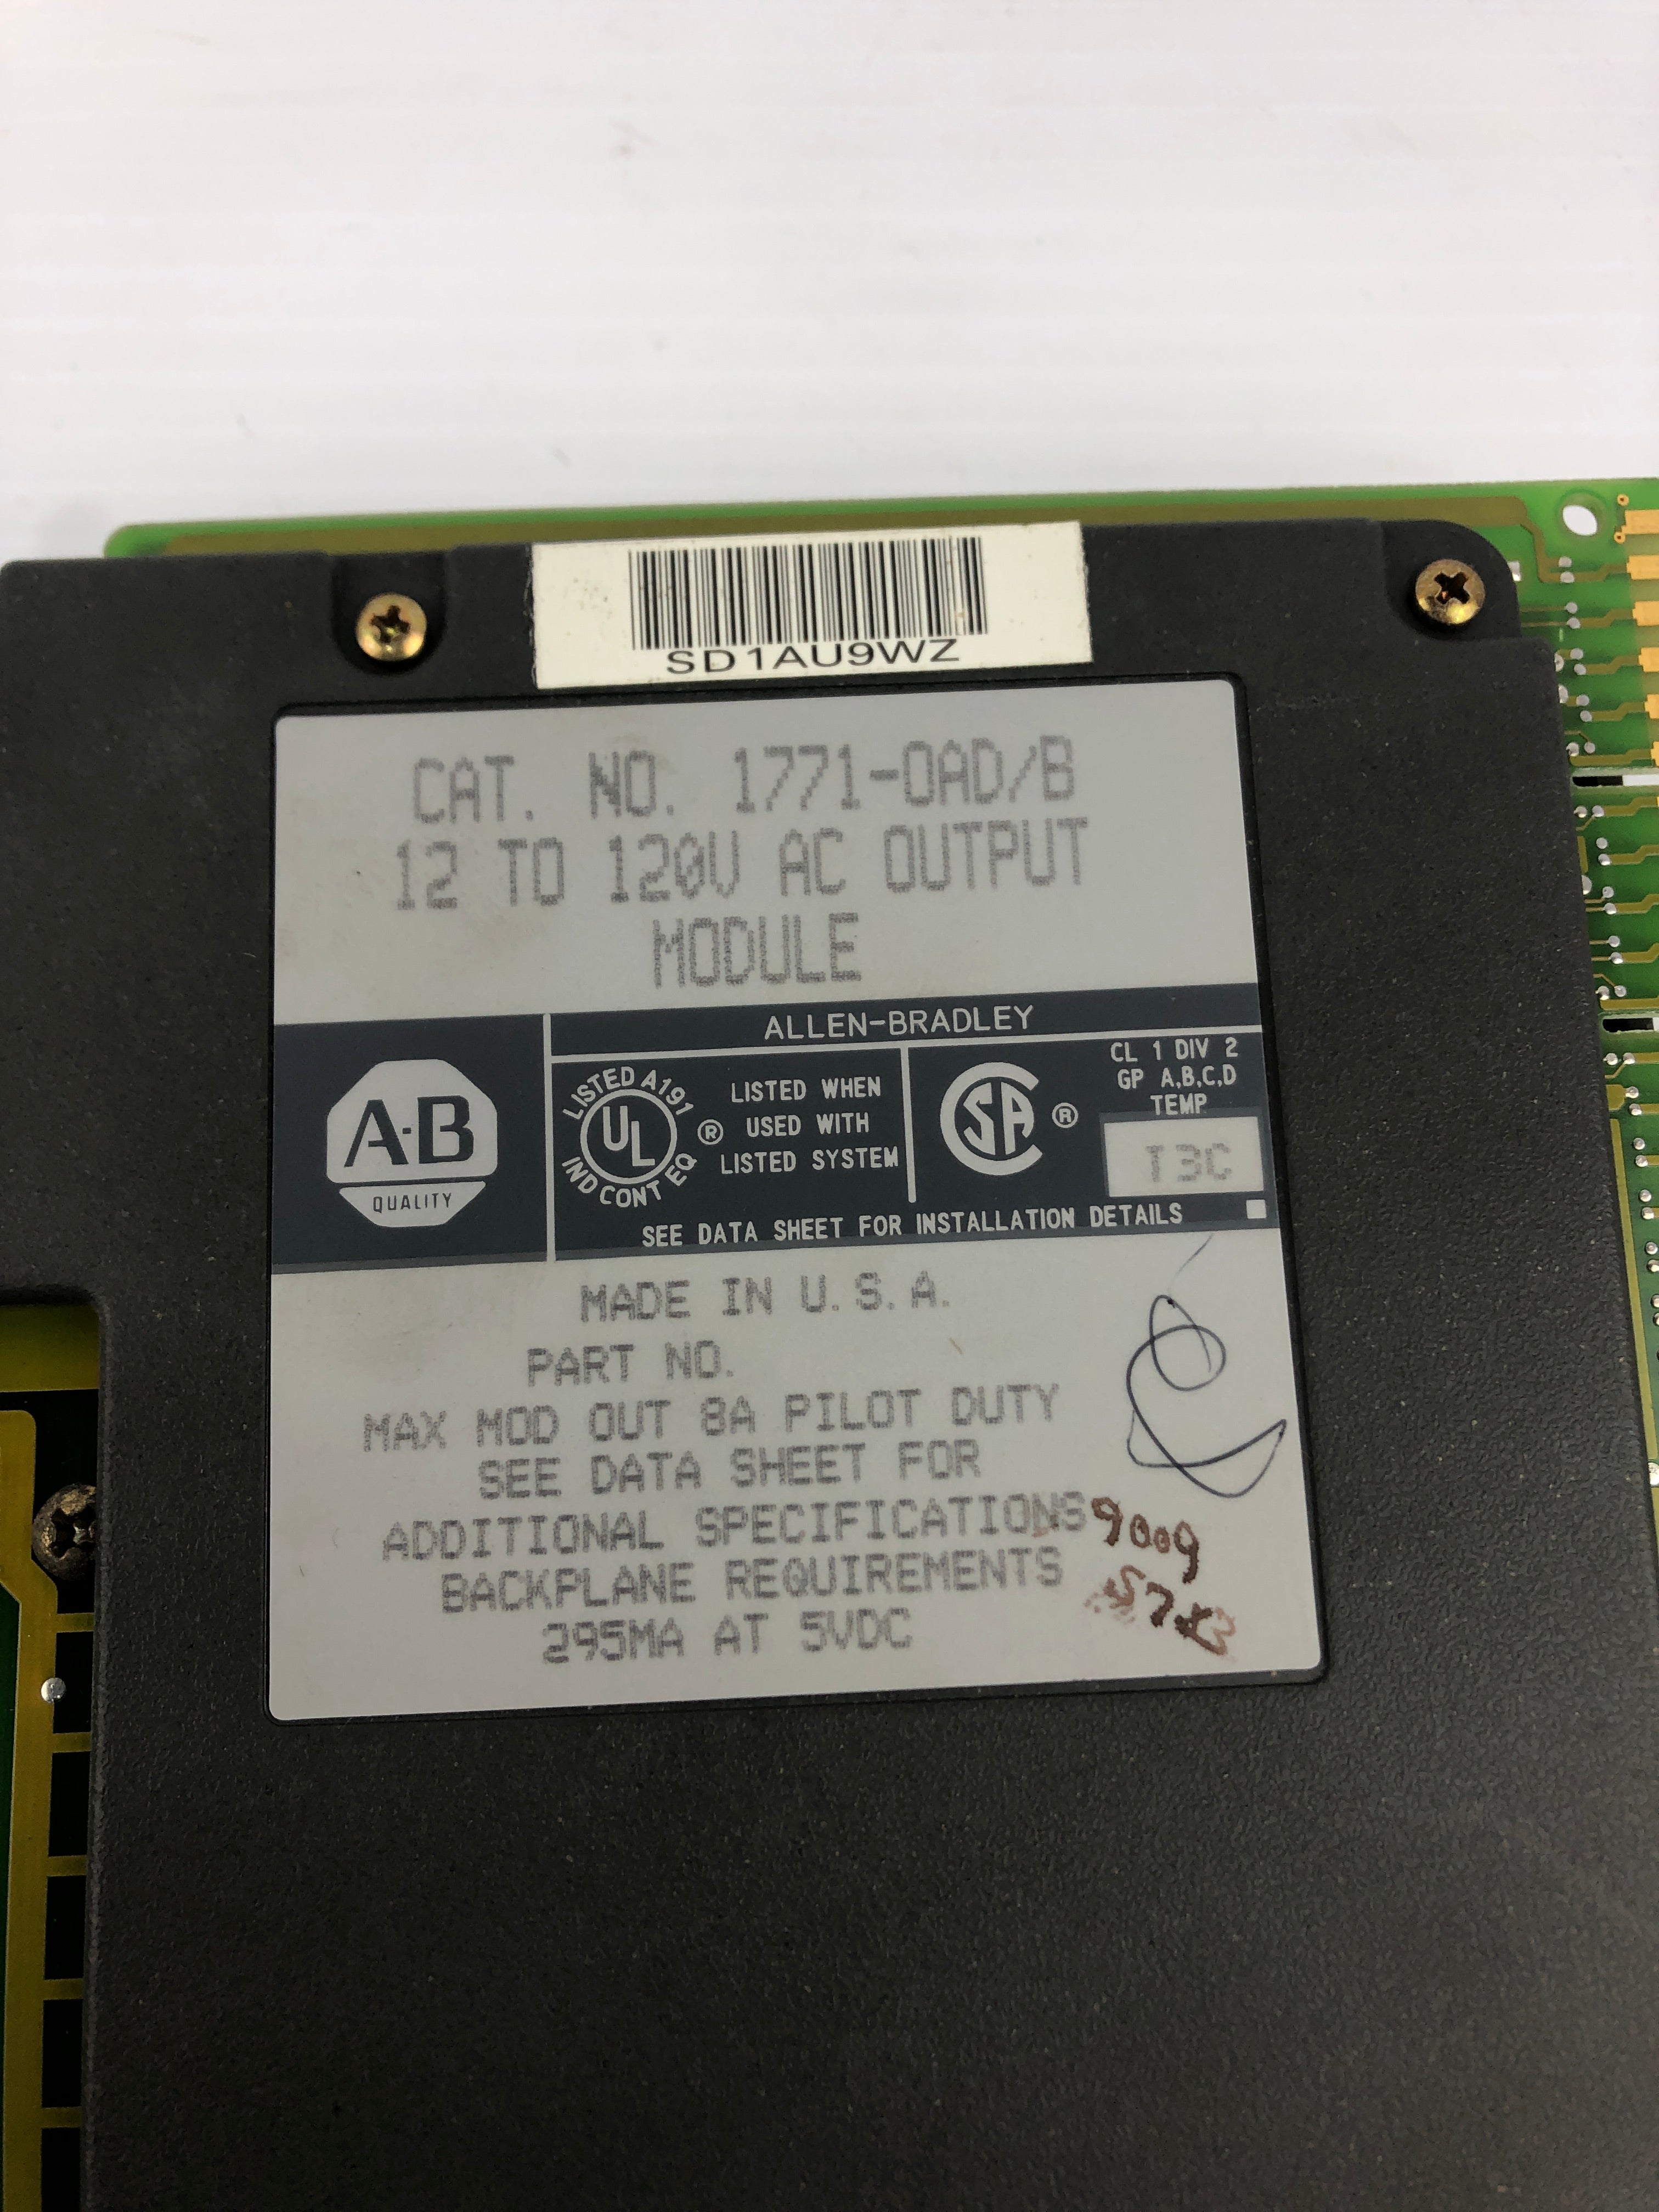 SD1AU9WZ
CAT. NO. 1771-OAD/B
12 TO 120V AC OUTPUT
MODULE
ALLEN-BRADLEY
A-B
QUALITY
LISTED A191
UL
IND CONT EQ
®
LISTED WHEN
USED WITH
LISTED SYSTEM
SA ®
CL 1 DIV 2
GP A,B,C,D
TEMP
T3C
SEE DATA SHEET FOR INSTALLATION DETAILS
MADE IN U.S.A.
PART NO.
MAX MOD OUT 8A PILOT DUTY
SEE DATA SHEET FOR
ADDITIONAL SPECIFICATIONS
9009
BACKPLANE REQUIREMENTS
295MA AT 5VDC